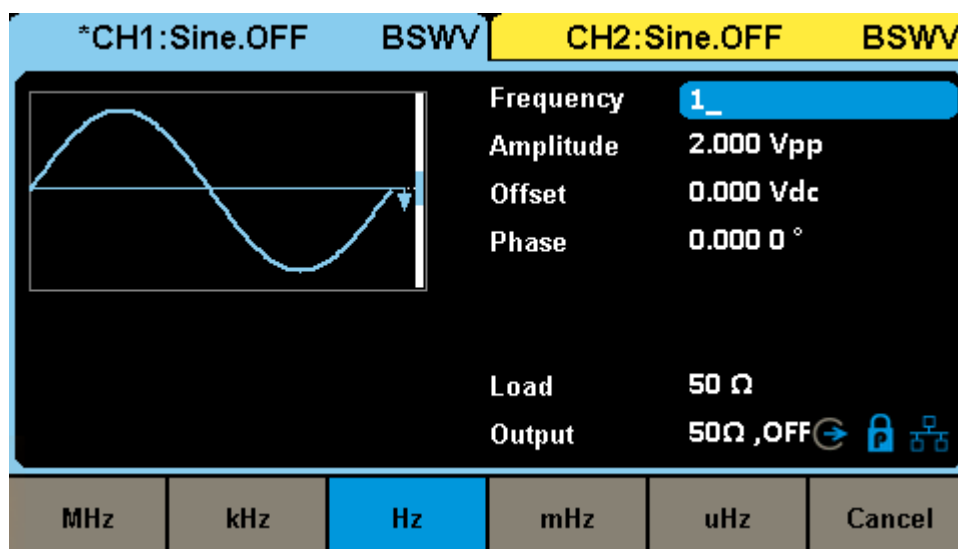 *CH1:Sine.OFF BSWV CH2:Sine.OFF BSWV
Frequency 1_
Amplitude 2.000 Vpp
Offset 0.000 Vdc
Phase 0.000 0 °
Load 50 Ω
Output 50Ω ,OFF
MHz kHz Hz mHz uHz Cancel